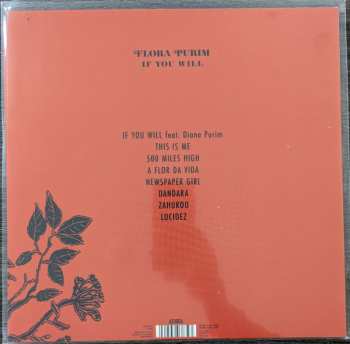 FLORA PURIM
IF YOU WILL
IF YOU WILL feat. Diana Purim
THIS IS ME
500 MILES HIGH
A FLOR DA VIDA
NEWSPAPER GIRL
DANDARA
ZAHUROO
LUCIDEZ